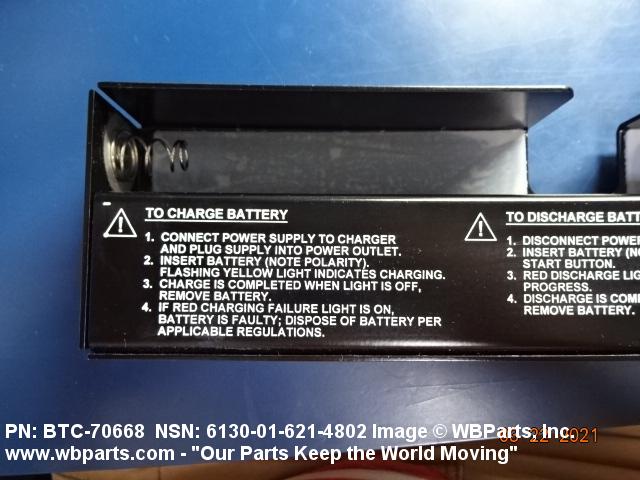 TO CHARGE BATTERY
1. CONNECT POWER SUPPLY TO CHARGER
AND PLUG SUPPLY INTO POWER OUTLET.
2. INSERT BATTERY (NOTE POLARITY).
FLASHING YELLOW LIGHT INDICATES CHARGING.
3. CHARGE IS COMPLETED WHEN LIGHT IS OFF,
REMOVE BATTERY.
4. IF RED CHARGING FAILURE LIGHT IS ON,
BATTERY IS FAULTY; DISPOSE OF BATTERY PER
APPLICABLE REGULATIONS.
TO DISCHARGE BATT
1. DISCONNECT POWER
2. INSERT BATTERY (NO
START BUTTON.
3. RED DISCHARGE LIG
PROGRESS.
4. DISCHARGE IS COM
REMOVE BATTERY.
PN: BTC-70668 NSN: 6130-01-621-4802 Image © WBParts, Inc.
www.wbparts.com - "Our Parts Keep the World Moving"